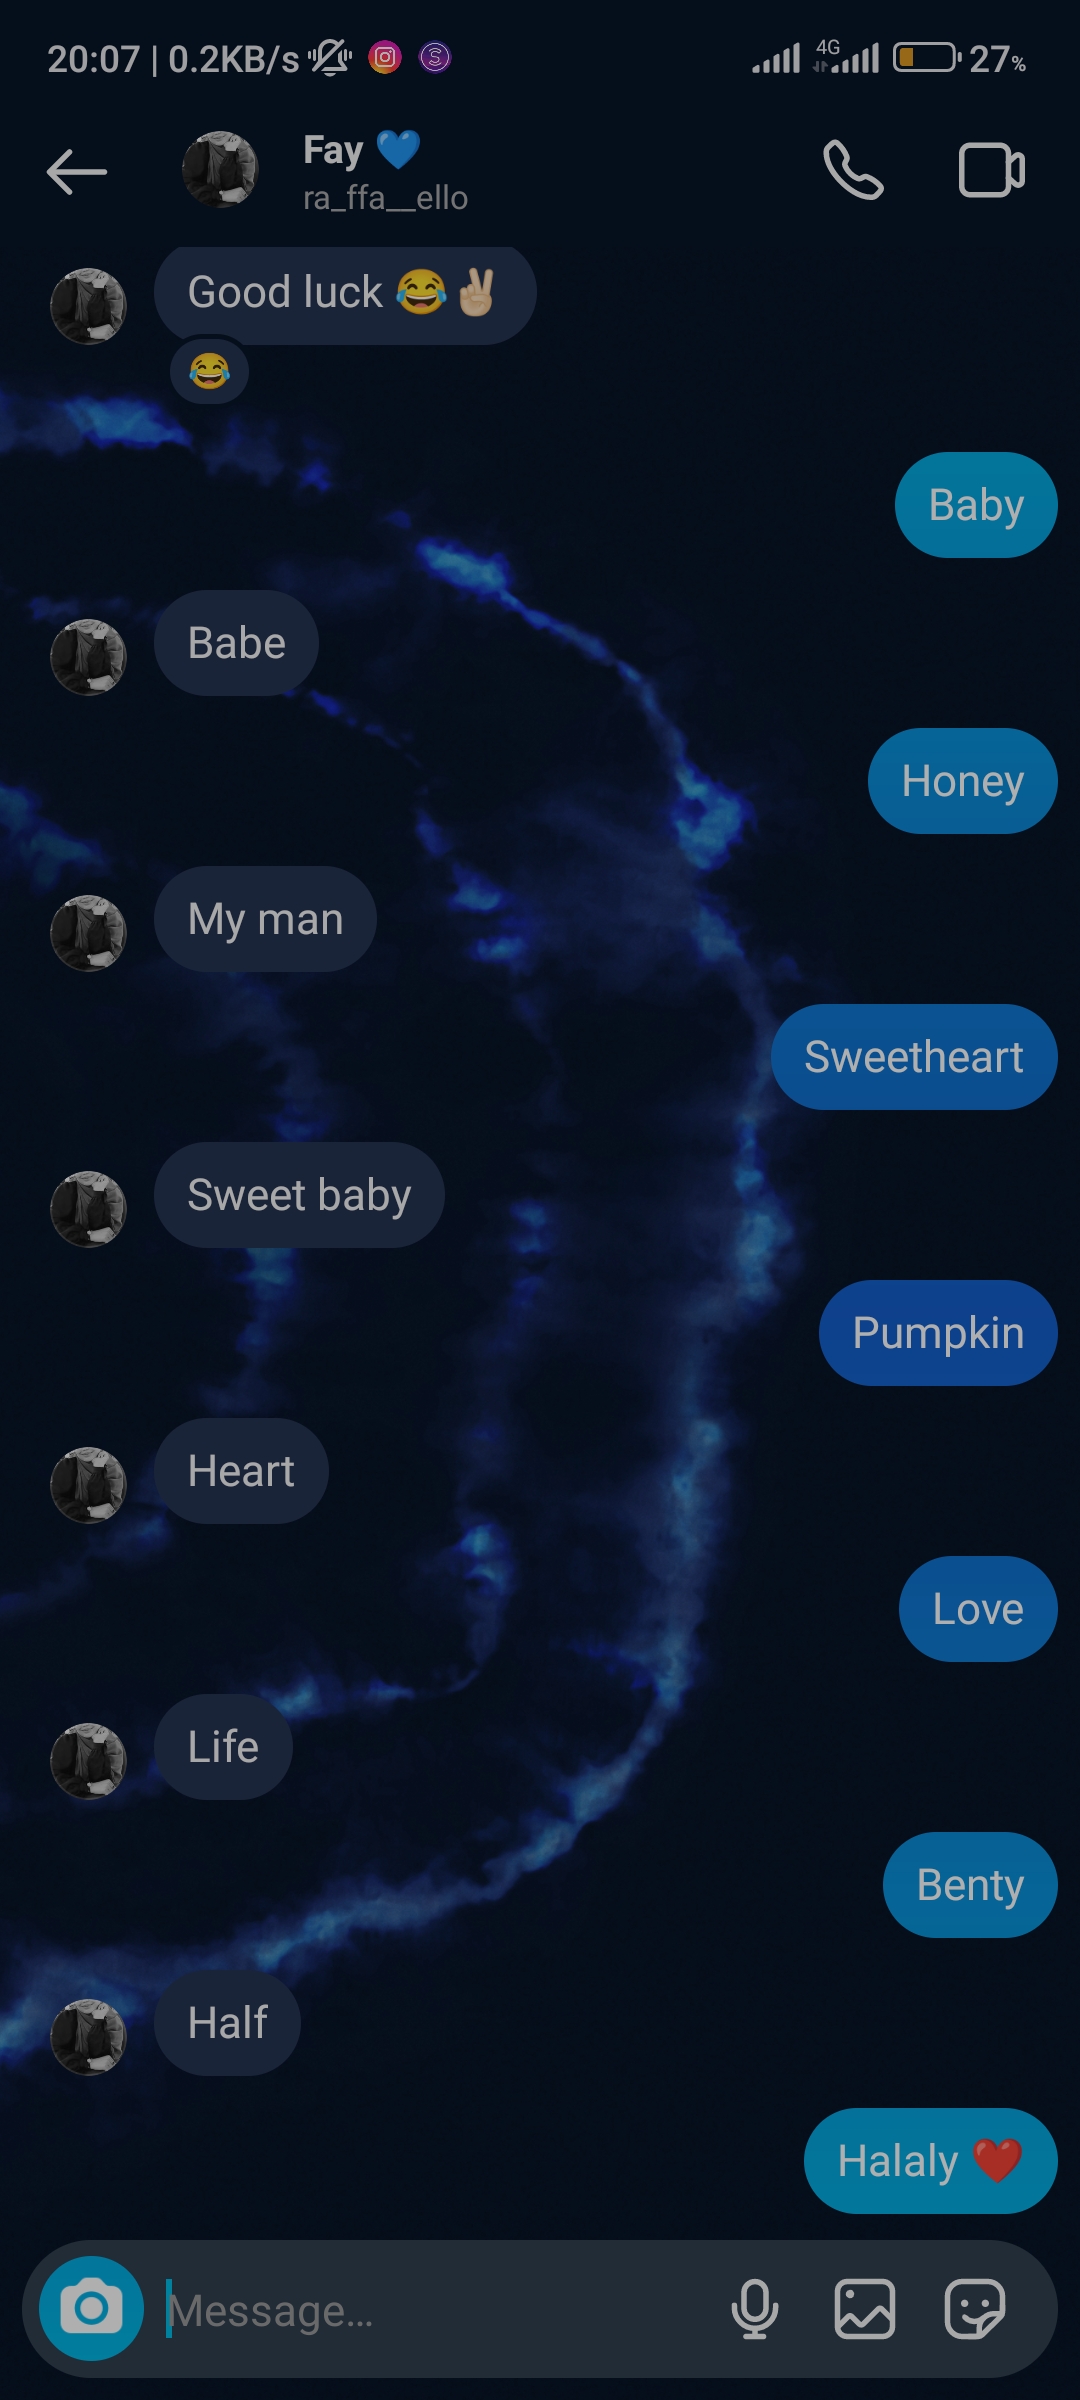 20:07 | 0.2KB/s 4G 27%
Fay 💙
ra_ffa__ello
Good luck 😂✌🏼
😂
Baby
Babe
Honey
My man
Sweetheart
Sweet baby
Pumpkin
Heart
Love
Life
Benty
Half
Halaly ❤️
Message...